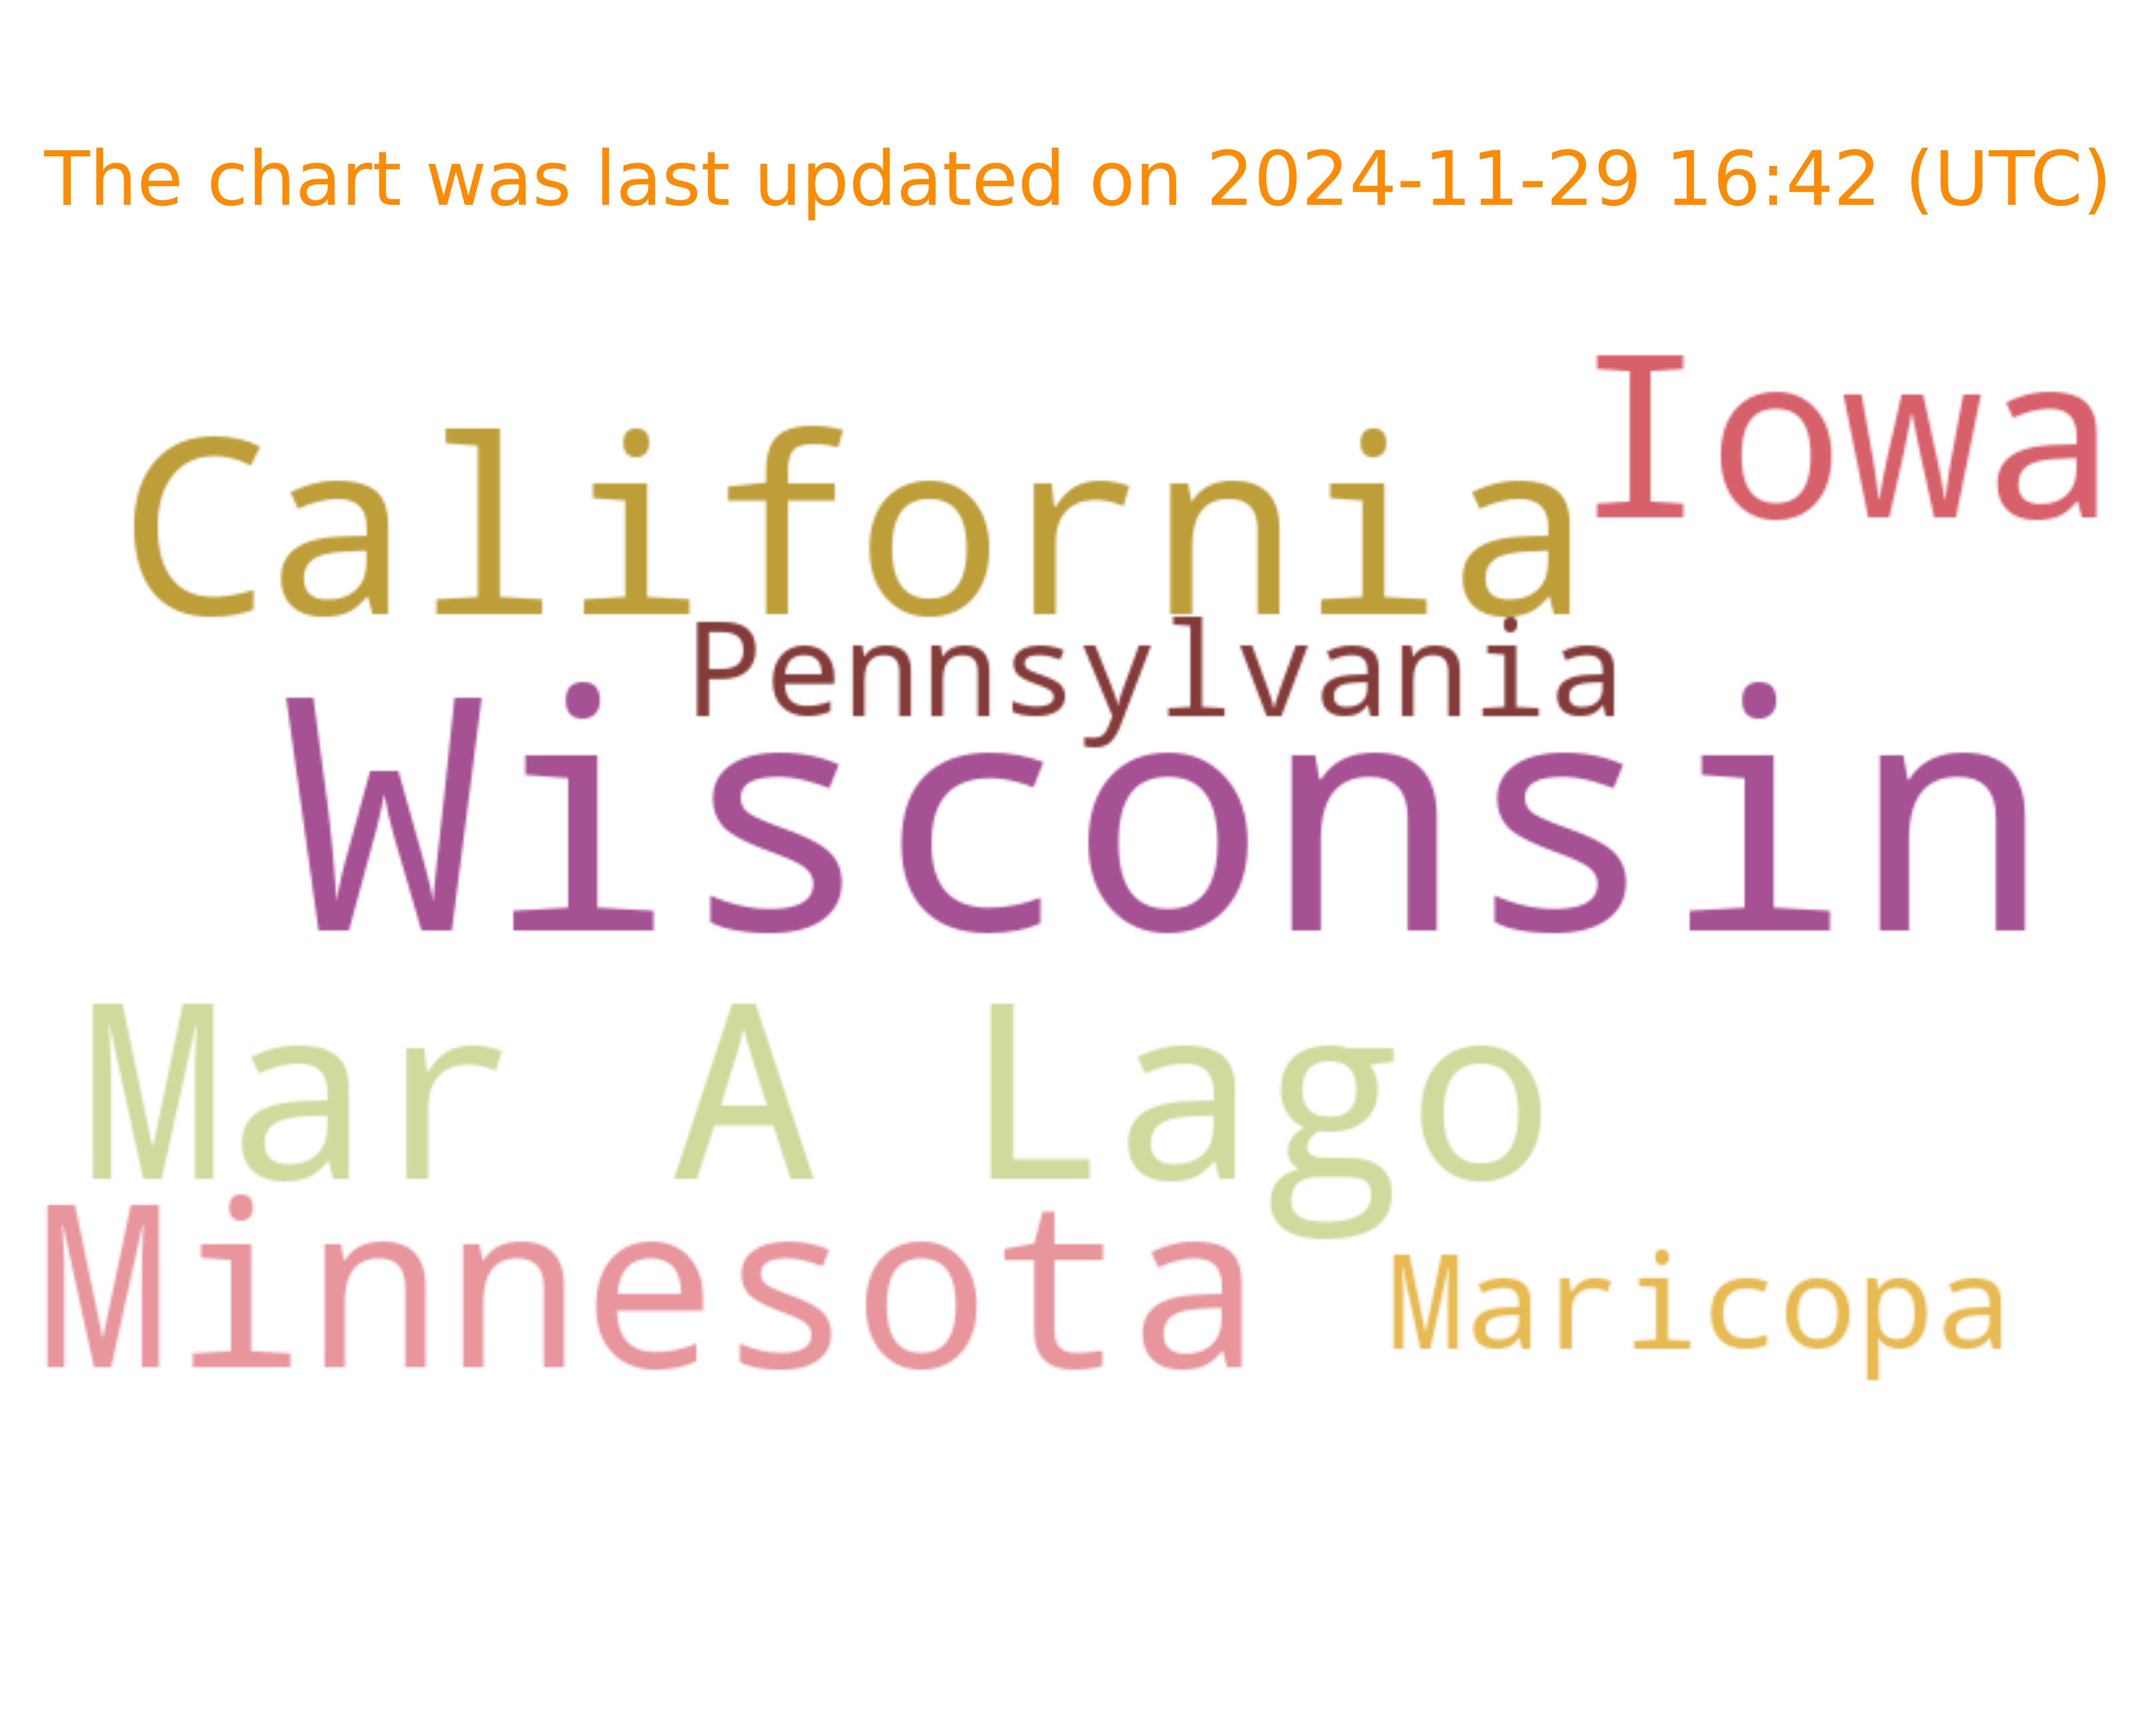 The chart was last updated on 2024-11-29 16:42 (UTC)
Iowa
California
Pennsylvania
Wisconsin
Mar A Lago
Minnesota
Maricopa